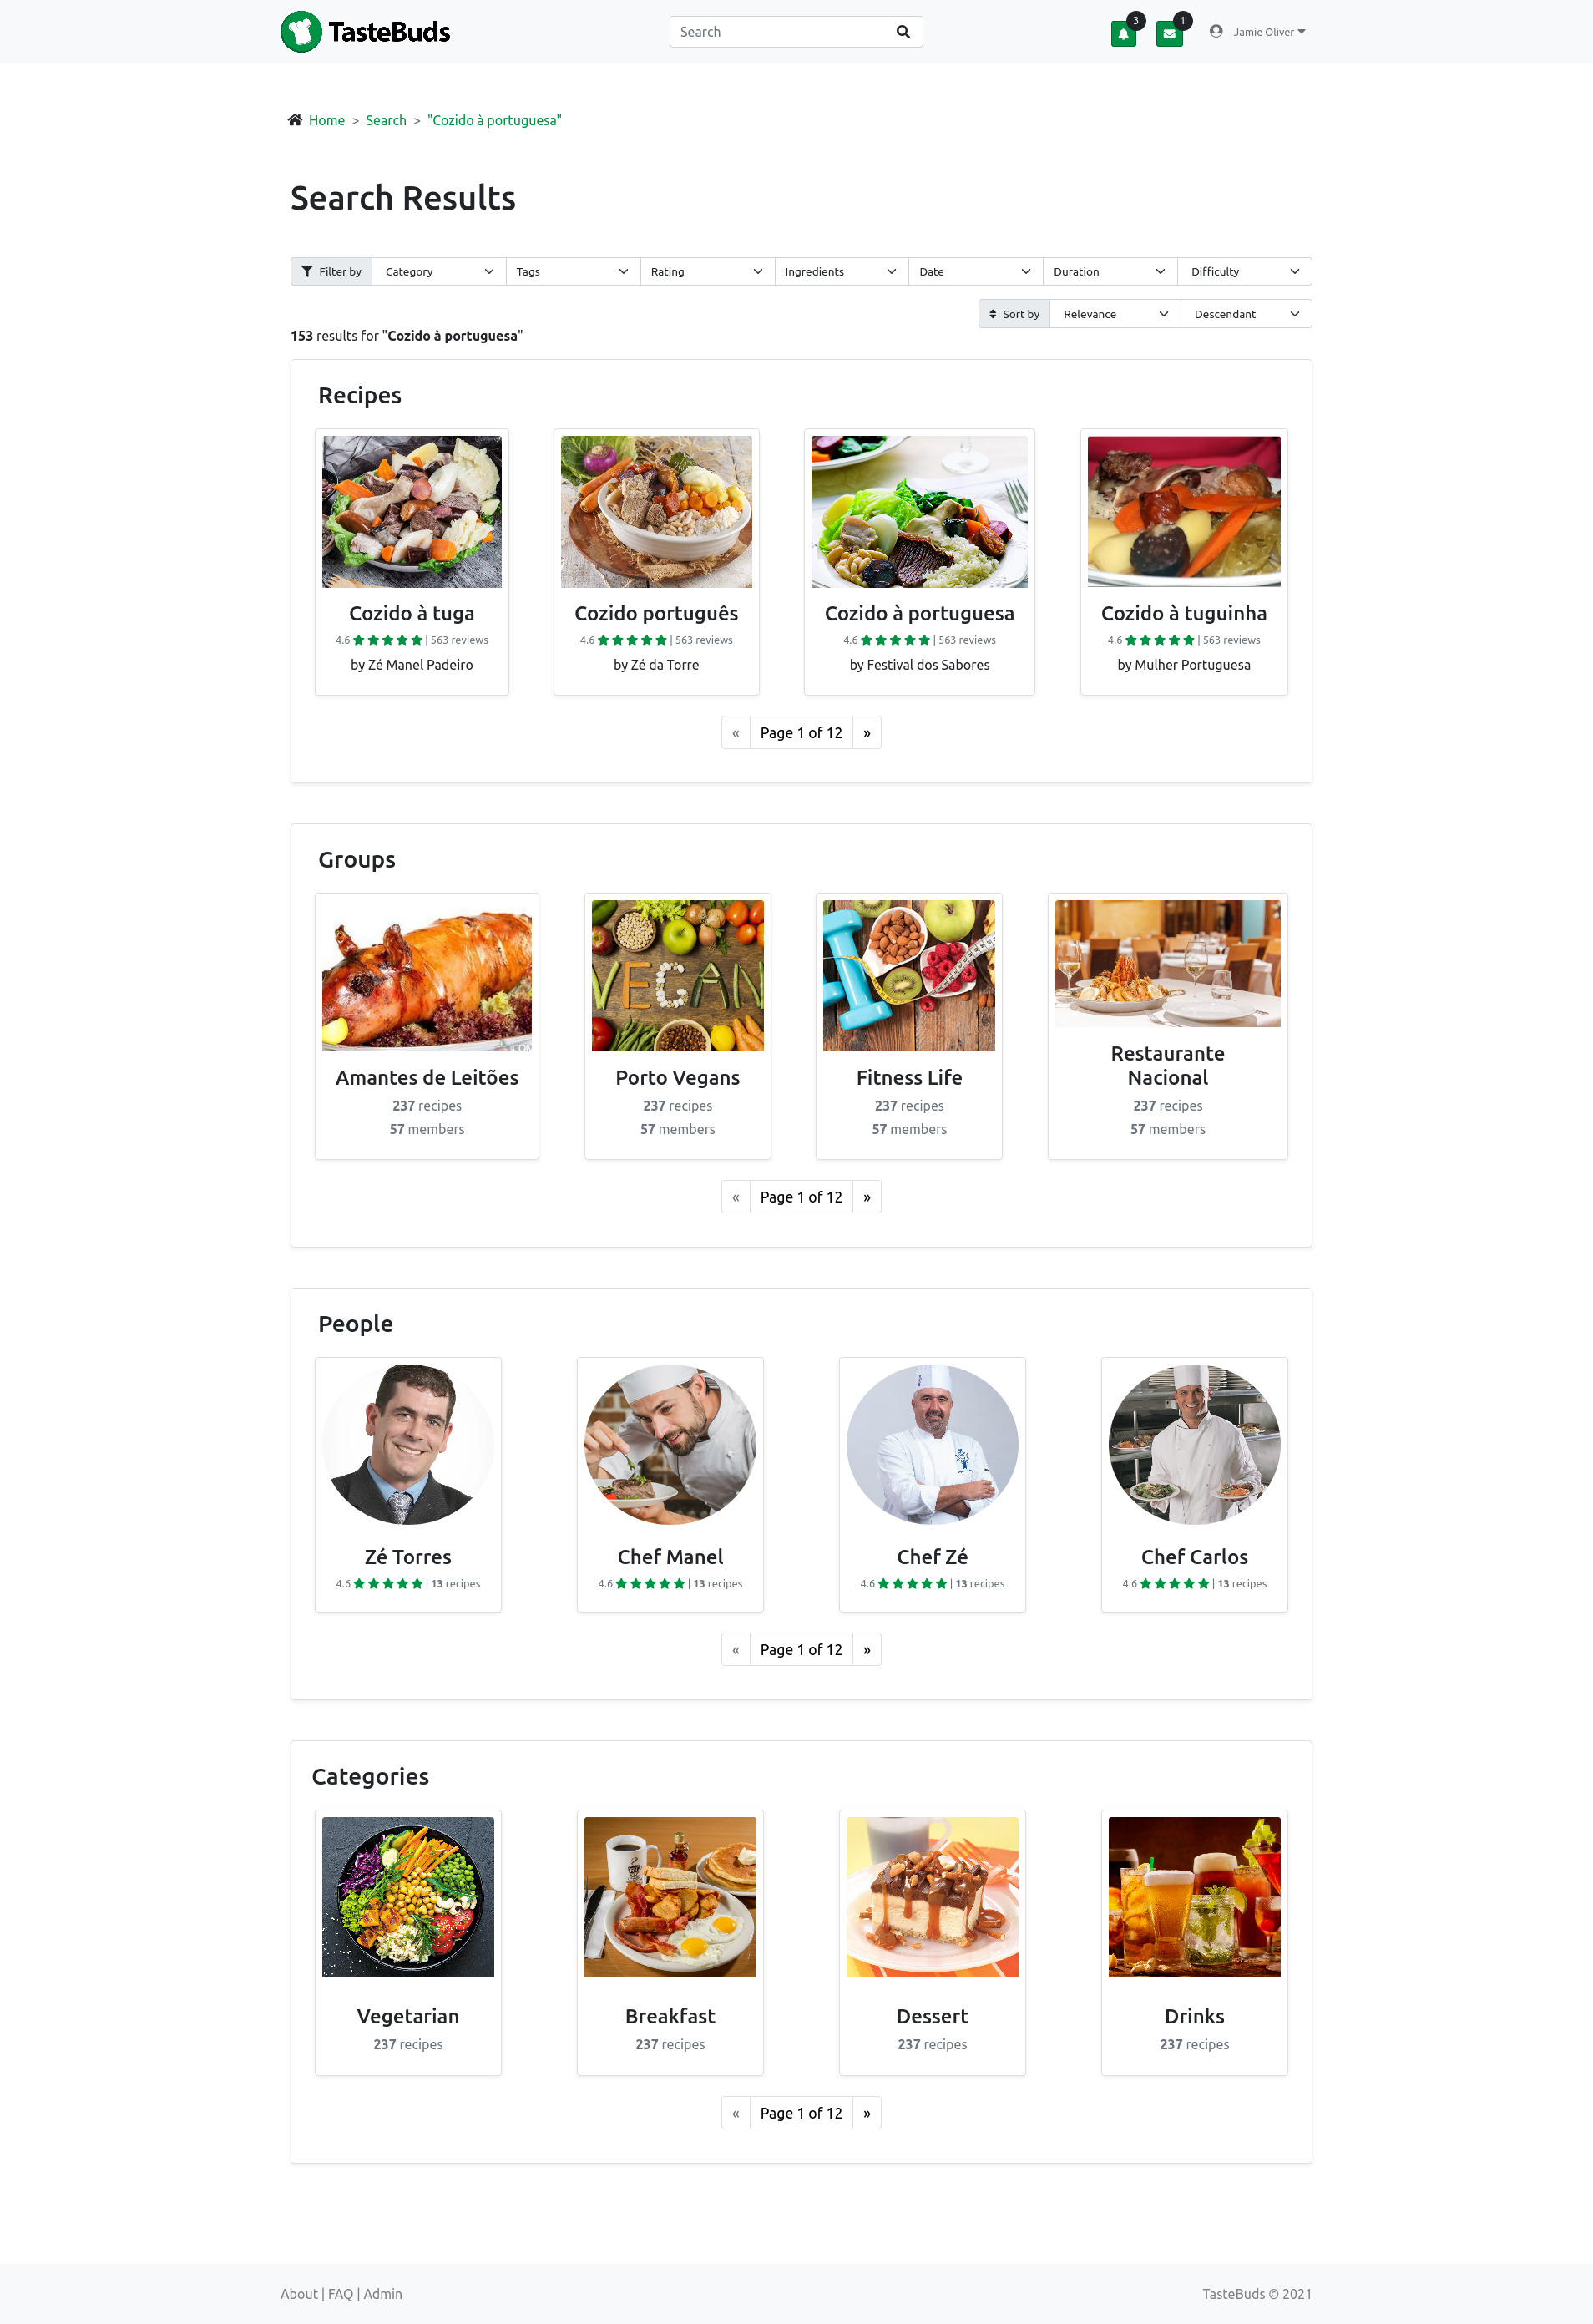 TasteBuds
Search
3
1
Jamie Oliver
Home > Search > "Cozido à portuguesa"
Search Results
Filter by Category Tags Rating Ingredients Date Duration Difficulty
Sort by Relevance Descendant
153 results for "Cozido à portuguesa"
Recipes
Cozido à tuga
4.6 | 563 reviews
by Zé Manel Padeiro
Cozido português
4.6 | 563 reviews
by Zé da Torre
Cozido à portuguesa
4.6 | 563 reviews
by Festival dos Sabores
Cozido à tuguinha
4.6 | 563 reviews
by Mulher Portuguesa
« Page 1 of 12 »
Groups
Amantes de Leitões
237 recipes
57 members
VEGAN
Porto Vegans
237 recipes
57 members
Fitness Life
237 recipes
57 members
Restaurante
Nacional
237 recipes
57 members
« Page 1 of 12 »
People
Zé Torres
4.6 | 13 recipes
Chef Manel
4.6 | 13 recipes
Chef Zé
4.6 | 13 recipes
Chef Carlos
4.6 | 13 recipes
« Page 1 of 12 »
Categories
Vegetarian
237 recipes
Breakfast
237 recipes
Dessert
237 recipes
Drinks
237 recipes
« Page 1 of 12 »
About | FAQ | Admin
TasteBuds © 2021